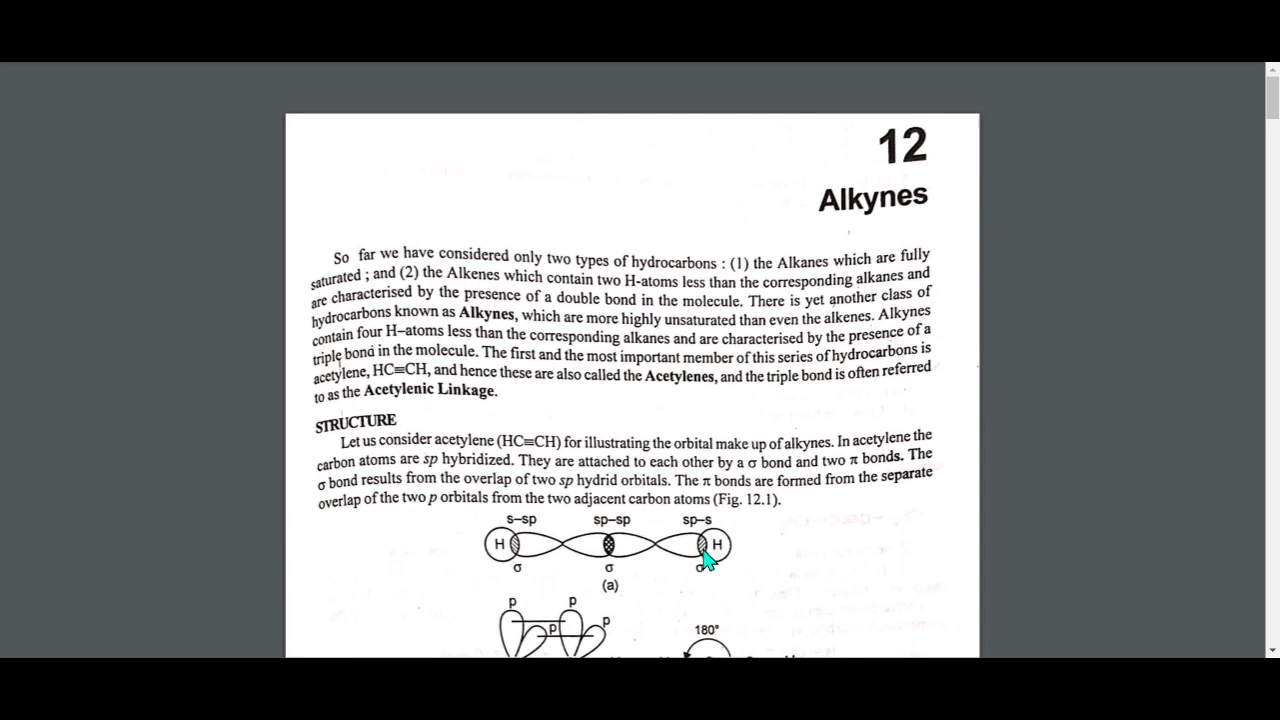 12
Alkynes
So far we have considered only two types of hydrocarbons : (1) the Alkanes which are fully
saturated ; and (2) the Alkenes which contain two H-atoms less than the corresponding alkanes and
are characterised by the presence of a double bond in the molecule. There is yet another class of
hydrocarbons known as Alkynes, which are more highly unsaturated than even the alkenes. Alkynes
contain four H–atoms less than the corresponding alkanes and are characterised by the presence of a
triple bond in the molecule. The first and the most important member of this series of hydrocarbons is
acetylene, HC≡CH, and hence these are also called the Acetylenes, and the triple bond is often referred
to as the Acetylenic Linkage.
STRUCTURE
Let us consider acetylene (HC≡CH) for illustrating the orbital make up of alkynes. In acetylene the
carbon atoms are sp hybridized. They are attached to each other by a σ bond and two π bonds. The
σ bond results from the overlap of two sp hydrid orbitals. The π bonds are formed from the separate
overlap of the two p orbitals from the two adjacent carbon atoms (Fig. 12.1).
s–sp sp–sp sp–s
H H
σ σ σ
(a)
p p
p p 180°